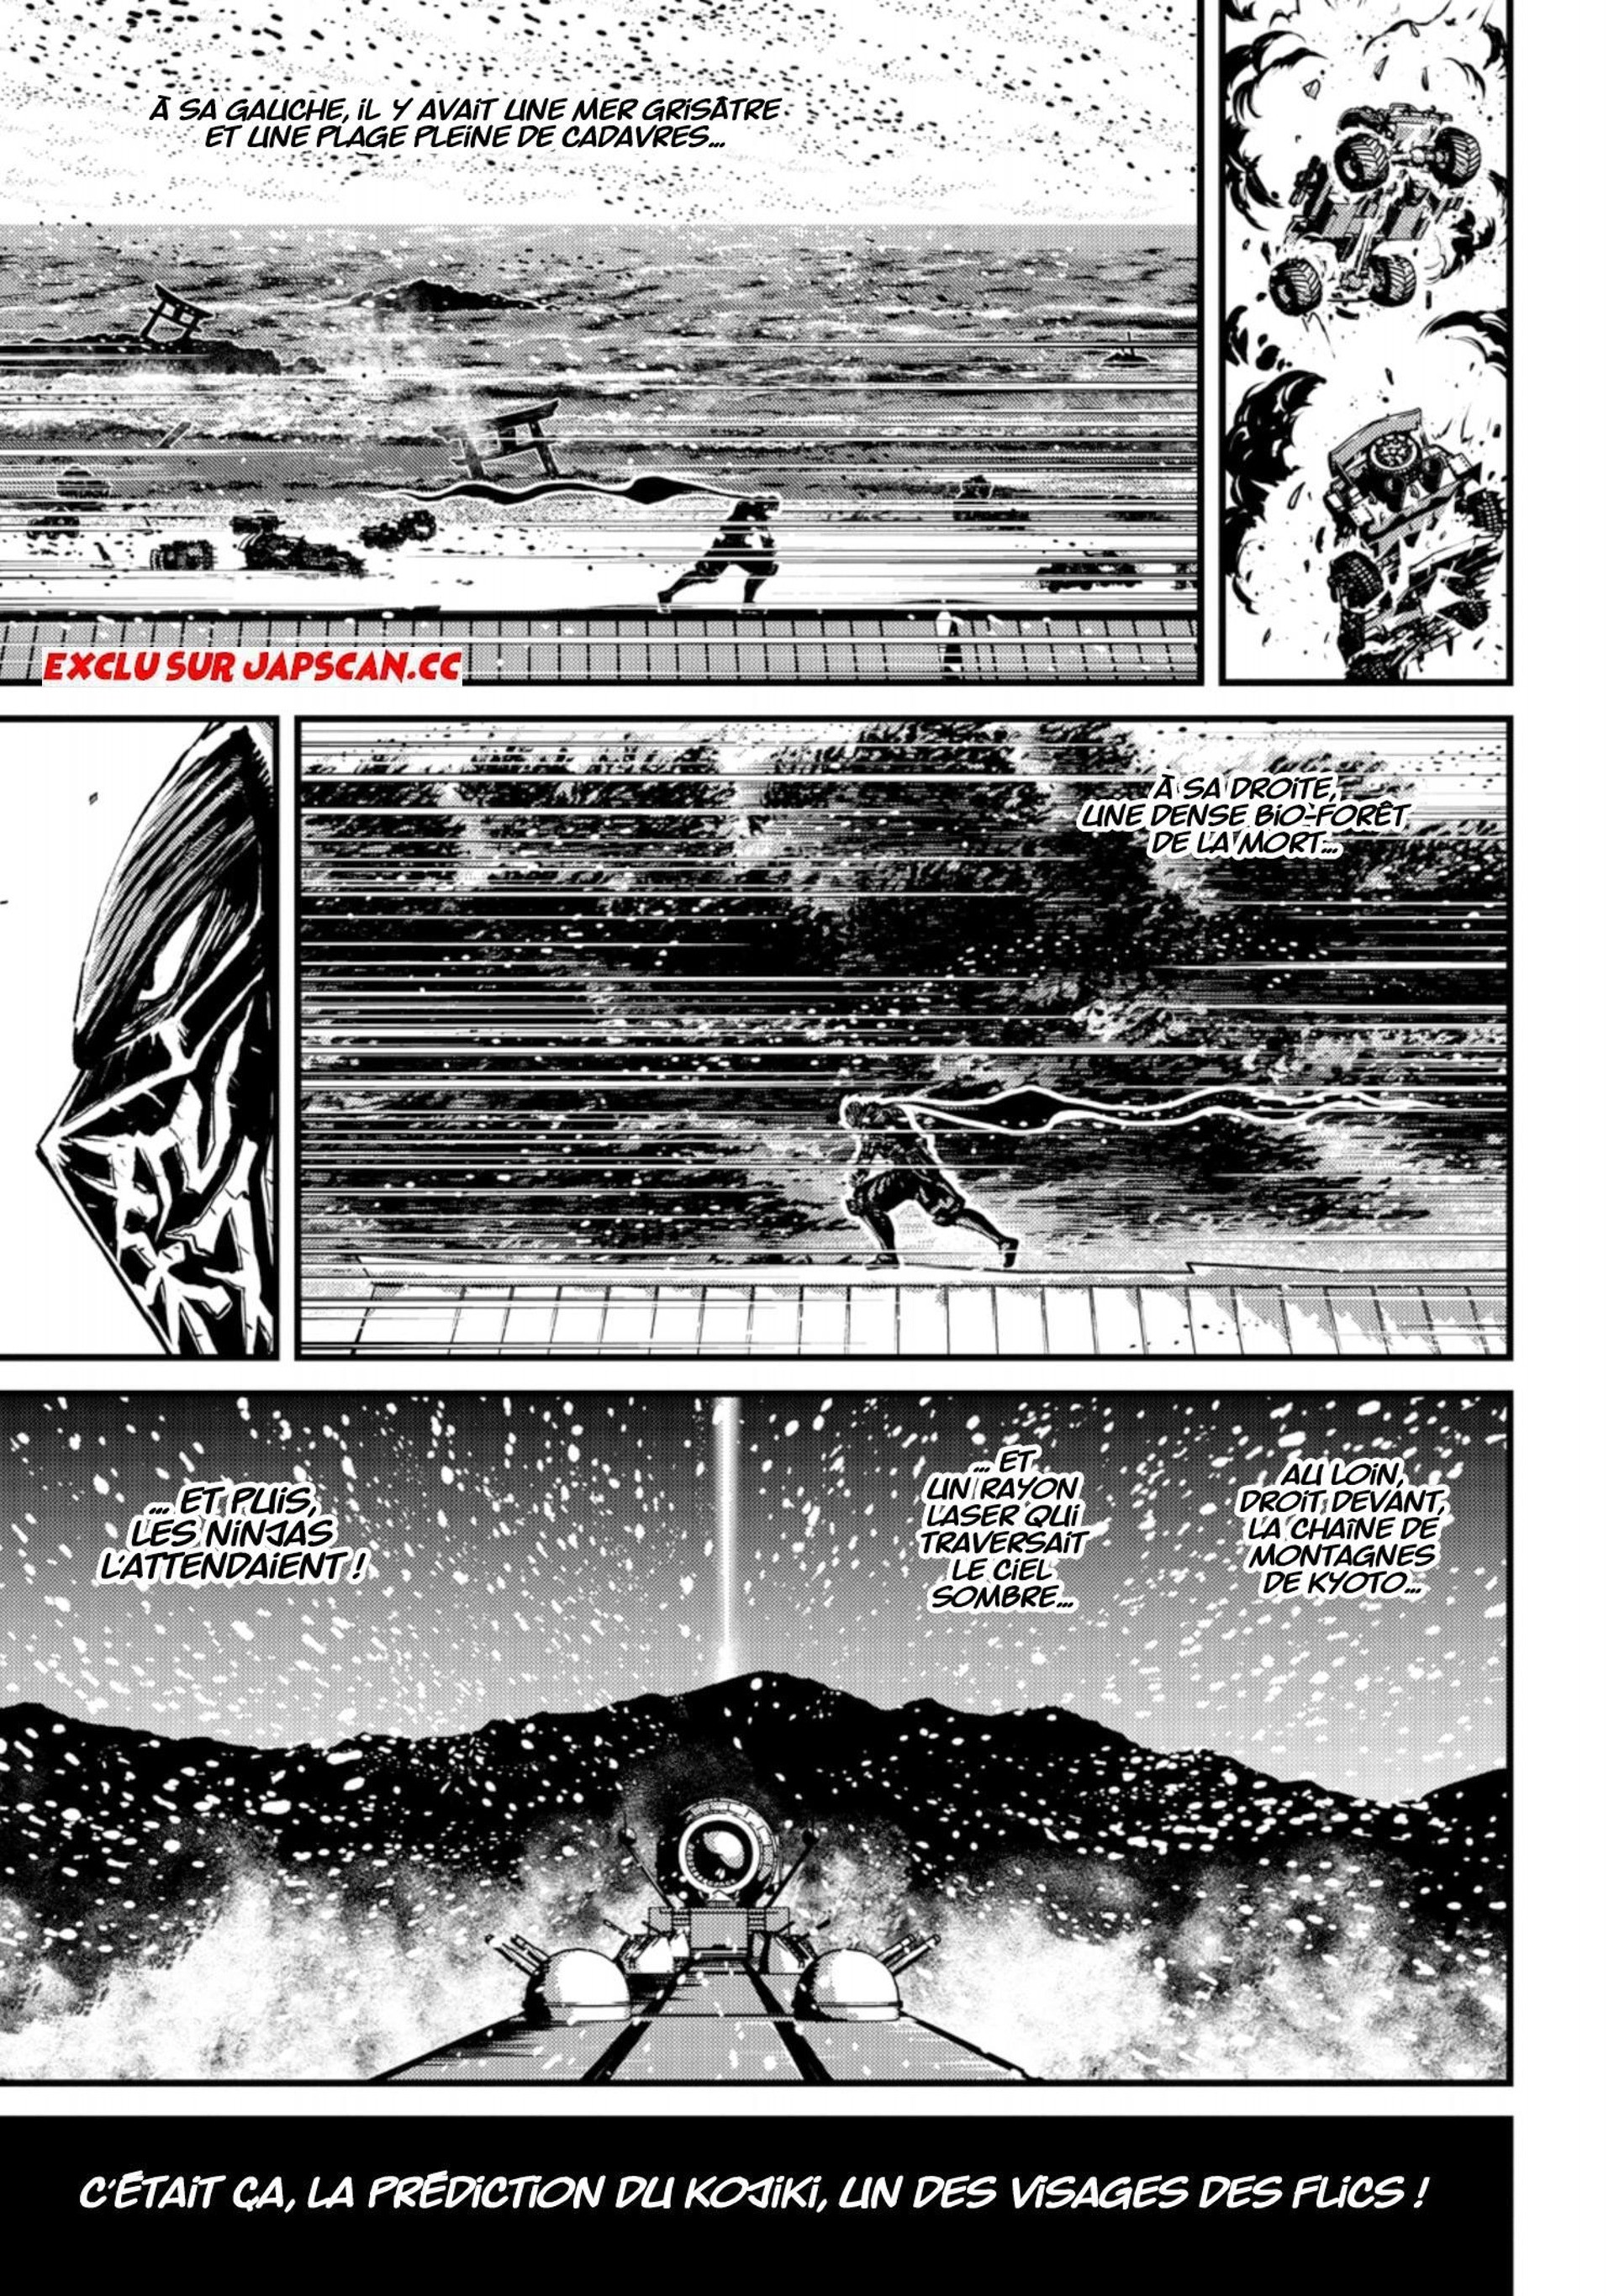 À SA GAUCHE, IL Y AVAIT UNE MER GRISÂTRE
ET UNE PLAGE PLEINE DE CADAVRES...
EXCLU SUR JAPSCAN.CC
À SA DROITE,
UNE DENSE BIO-FORÊT
DE LA MORT...
AU LOIN,
DROIT DEVANT,
LA CHAÎNE DE
MONTAGNES
DE KYOTO...
... ET
UN RAYON
LASER QUI
TRAVERSAIT
LE CIEL
SOMBRE...
... ET PUIS,
LES NINJAS
L'ATTENDAIENT !
C'ÉTAIT ÇA, LA PRÉDICTION DU KOJIKI, UN DES VISAGES DES FLICS !